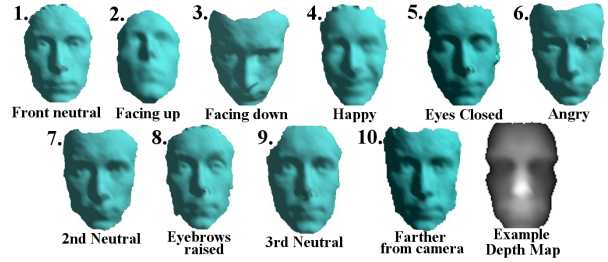 1. 2. 3. 4. 5. 6.
Front neutral Facing up Facing down Happy Eyes Closed Angry
7. 8. 9. 10.
2nd Neutral Eyebrows raised 3rd Neutral Farther from camera Example Depth Map